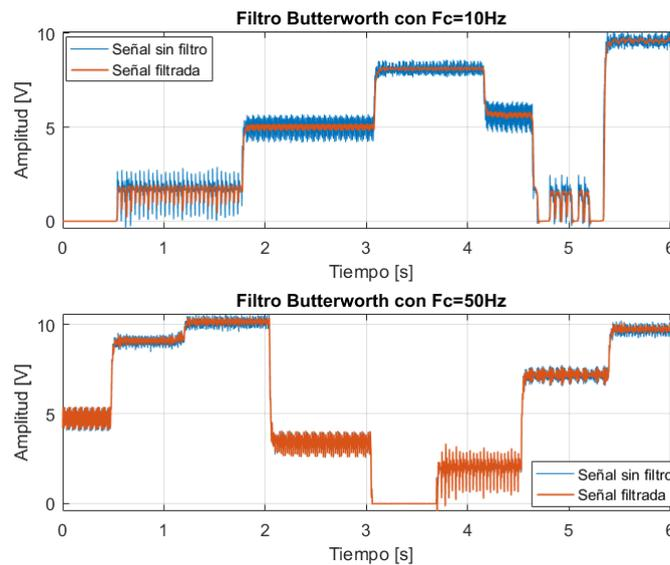 Filtro Butterworth con Fc=10Hz
10
5
0
Amplitud [V]
Señal sin filtro
Señal filtrada
0 1 2 3 4 5 6
Tiempo [s]
Filtro Butterworth con Fc=50Hz
10
5
0
Amplitud [V]
Señal sin filtro
Señal filtrada
0 1 2 3 4 5 6
Tiempo [s]